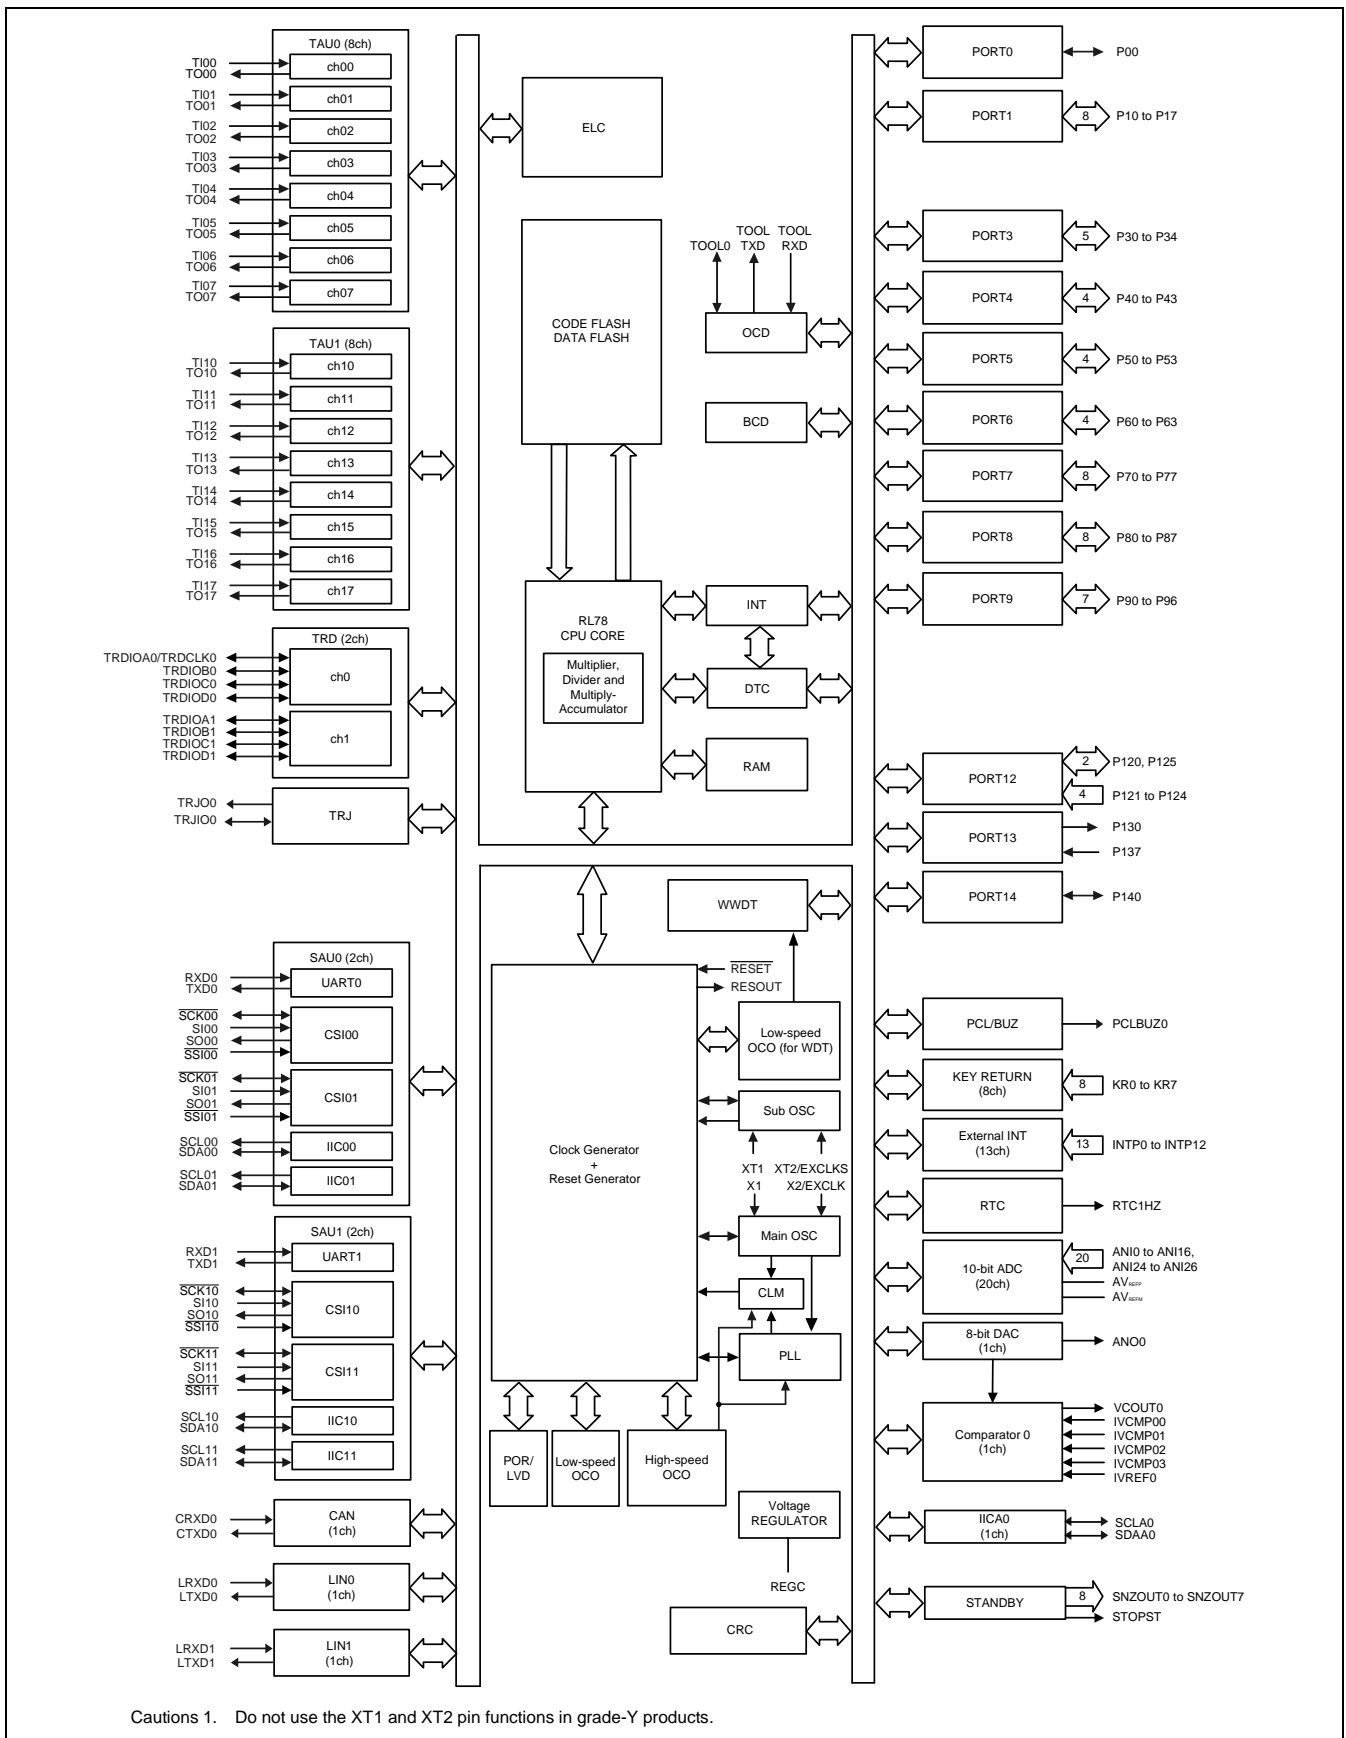 TAU0 (8ch)
TI00
TO00
ch00
TI01
TO01
ch01
TI02
TO02
ch02
TI03
TO03
ch03
TI04
TO04
ch04
TI05
TO05
ch05
TI06
TO06
ch06
TI07
TO07
ch07
TAU1 (8ch)
TI10
TO10
ch10
TI11
TO11
ch11
TI12
TO12
ch12
TI13
TO13
ch13
TI14
TO14
ch14
TI15
TO15
ch15
TI16
TO16
ch16
TI17
TO17
ch17
TRD (2ch)
TRDIOA0/TRDCLK0
TRDIOB0
TRDIOC0
TRDIOD0
ch0
TRDIOA1
TRDIOB1
TRDIOC1
TRDIOD1
ch1
TRJO0
TRJIO0
TRJ
SAU0 (2ch)
RXD0
TXD0
UART0
SCK00
SI00
SO00
SSI00
CSI00
SCK01
SI01
SO01
SSI01
CSI01
SCL00
SDA00
IIC00
SCL01
SDA01
IIC01
SAU1 (2ch)
RXD1
TXD1
UART1
SCK10
SI10
SO10
SSI10
CSI10
SCK11
SI11
SO11
SSI11
CSI11
SCL10
SDA10
IIC10
SCL11
SDA11
IIC11
CRXD0
CTXD0
CAN
(1ch)
LRXD0
LTXD0
LIN0
(1ch)
LRXD1
LTXD1
LIN1
(1ch)
ELC
CODE FLASH
DATA FLASH
TOOL0
TOOL
TXD
TOOL
RXD
OCD
BCD
RL78
CPU CORE
Multiplier,
Divider and
Multiply-
Accumulator
INT
DTC
RAM
WWDT
RESET
RESOUT
Low-speed
OCO (for WDT)
Clock Generator
+
Reset Generator
Sub OSC
XT1
X1
XT2/EXCLKS
X2/EXCLK
Main OSC
CLM
PLL
POR/
LVD
Low-speed
OCO
High-speed
OCO
Voltage
REGULATOR
REGC
CRC
PORT0
P00
PORT1
8
P10 to P17
PORT3
5
P30 to P34
PORT4
4
P40 to P43
PORT5
4
P50 to P53
PORT6
4
P60 to P63
PORT7
8
P70 to P77
PORT8
8
P80 to P87
PORT9
7
P90 to P96
PORT12
2
P120, P125
4
P121 to P124
PORT13
P130
P137
PORT14
P140
PCL/BUZ
PCLBUZ0
KEY RETURN
(8ch)
8
KR0 to KR7
External INT
(13ch)
13
INTP0 to INTP12
RTC
RTC1HZ
10-bit ADC
(20ch)
20
ANI0 to ANI16,
ANI24 to ANI26
AVREFP
AVREFM
8-bit DAC
(1ch)
ANO0
Comparator 0
(1ch)
VCOUT0
IVCMP00
IVCMP01
IVCMP02
IVCMP03
IVREF0
IICA0
(1ch)
SCLA0
SDAA0
STANDBY
8
SNZOUT0 to SNZOUT7
STOPST
Cautions 1. Do not use the XT1 and XT2 pin functions in grade-Y products.